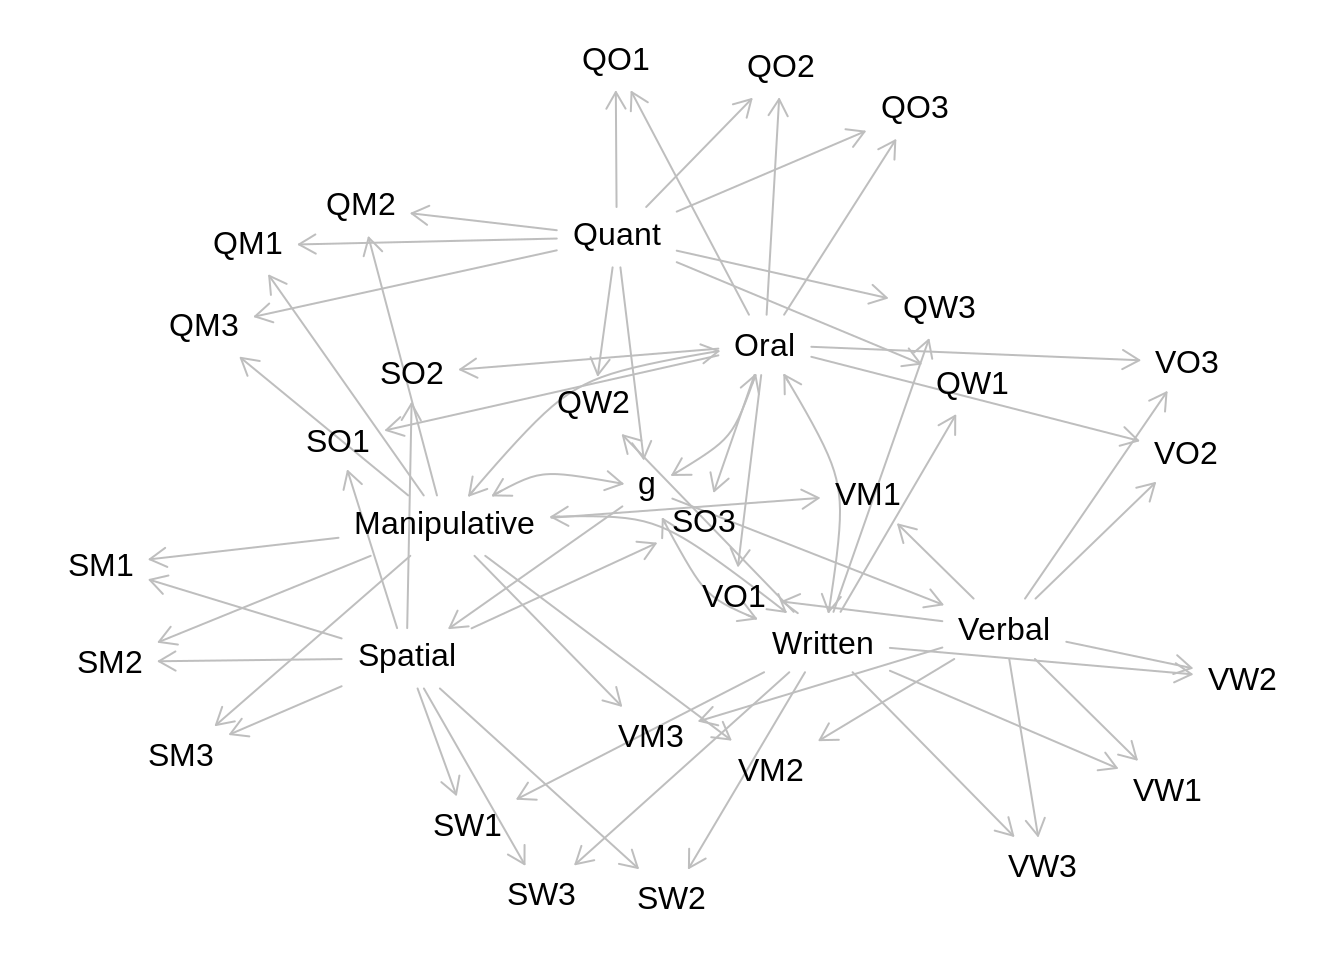 QO1
QO2
QO3
QM2
Quant
QM1
QW3
QM3
Oral
VO3
SO2
QW1
QW2
SO1
VO2
g
VM1
SO3
Manipulative
SM1
VO1
Verbal
Written
Spatial
SM2
VW2
VM3
SM3
VM2
VW1
SW1
VW3
SW3
SW2